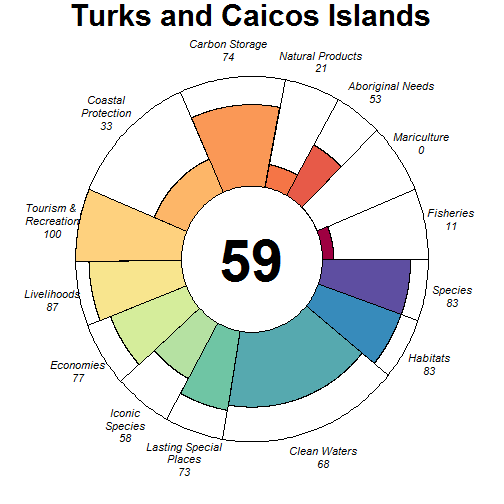 Turks and Caicos Islands
Carbon Storage
74
Natural Products
21
Aboriginal Needs
53
Mariculture
0
Fisheries
11
Species
83
Habitats
83
Clean Waters
68
Lasting Special
Places
73
Iconic
Species
58
Economies
77
Livelihoods
87
Tourism &
Recreation
100
Coastal
Protection
33
59